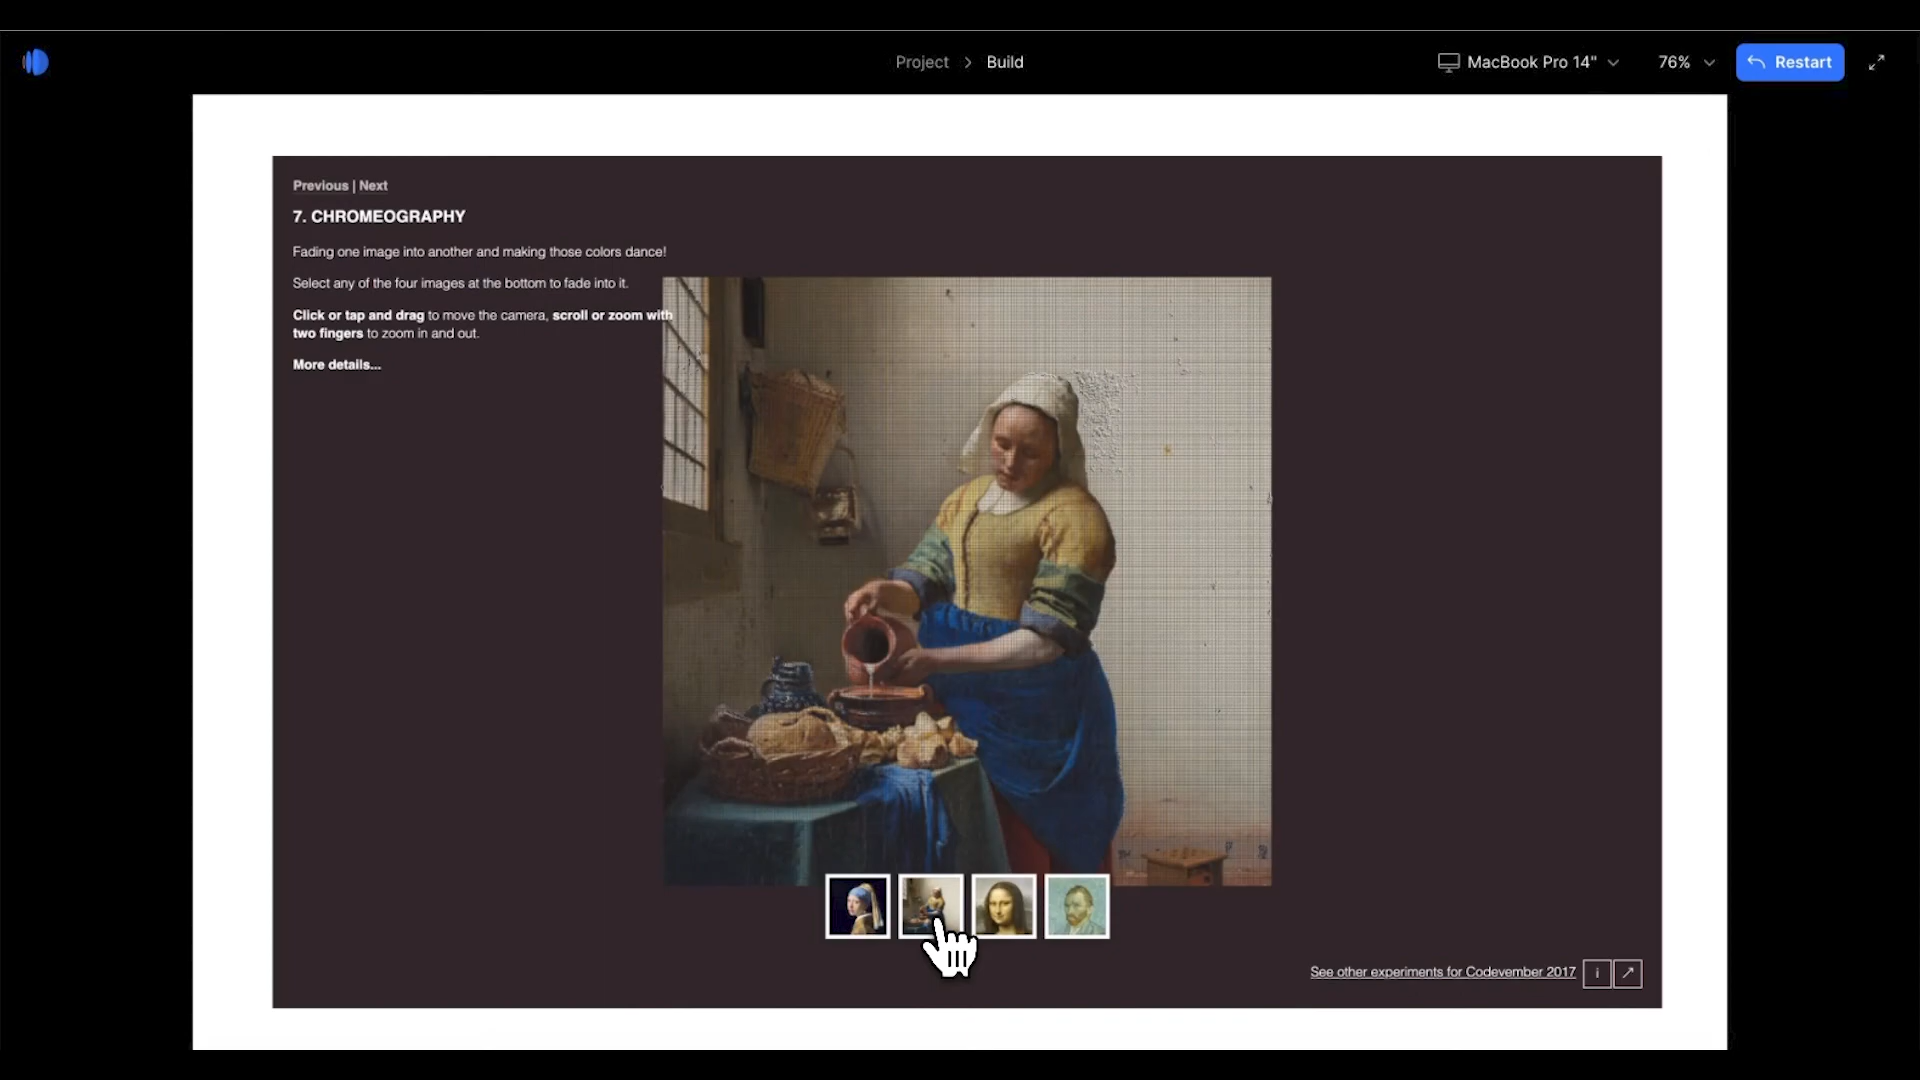 Project > Build
MacBook Pro 14"
76%
Restart
Previous | Next
7. CHROMEOGRAPHY
Fading one image into another and making those colors dance!
Select any of the four images at the bottom to fade into it.
Click or tap and drag to move the camera, scroll or zoom with
two fingers to zoom in and out.
More details...
See other experiments for Codevember 2017
i